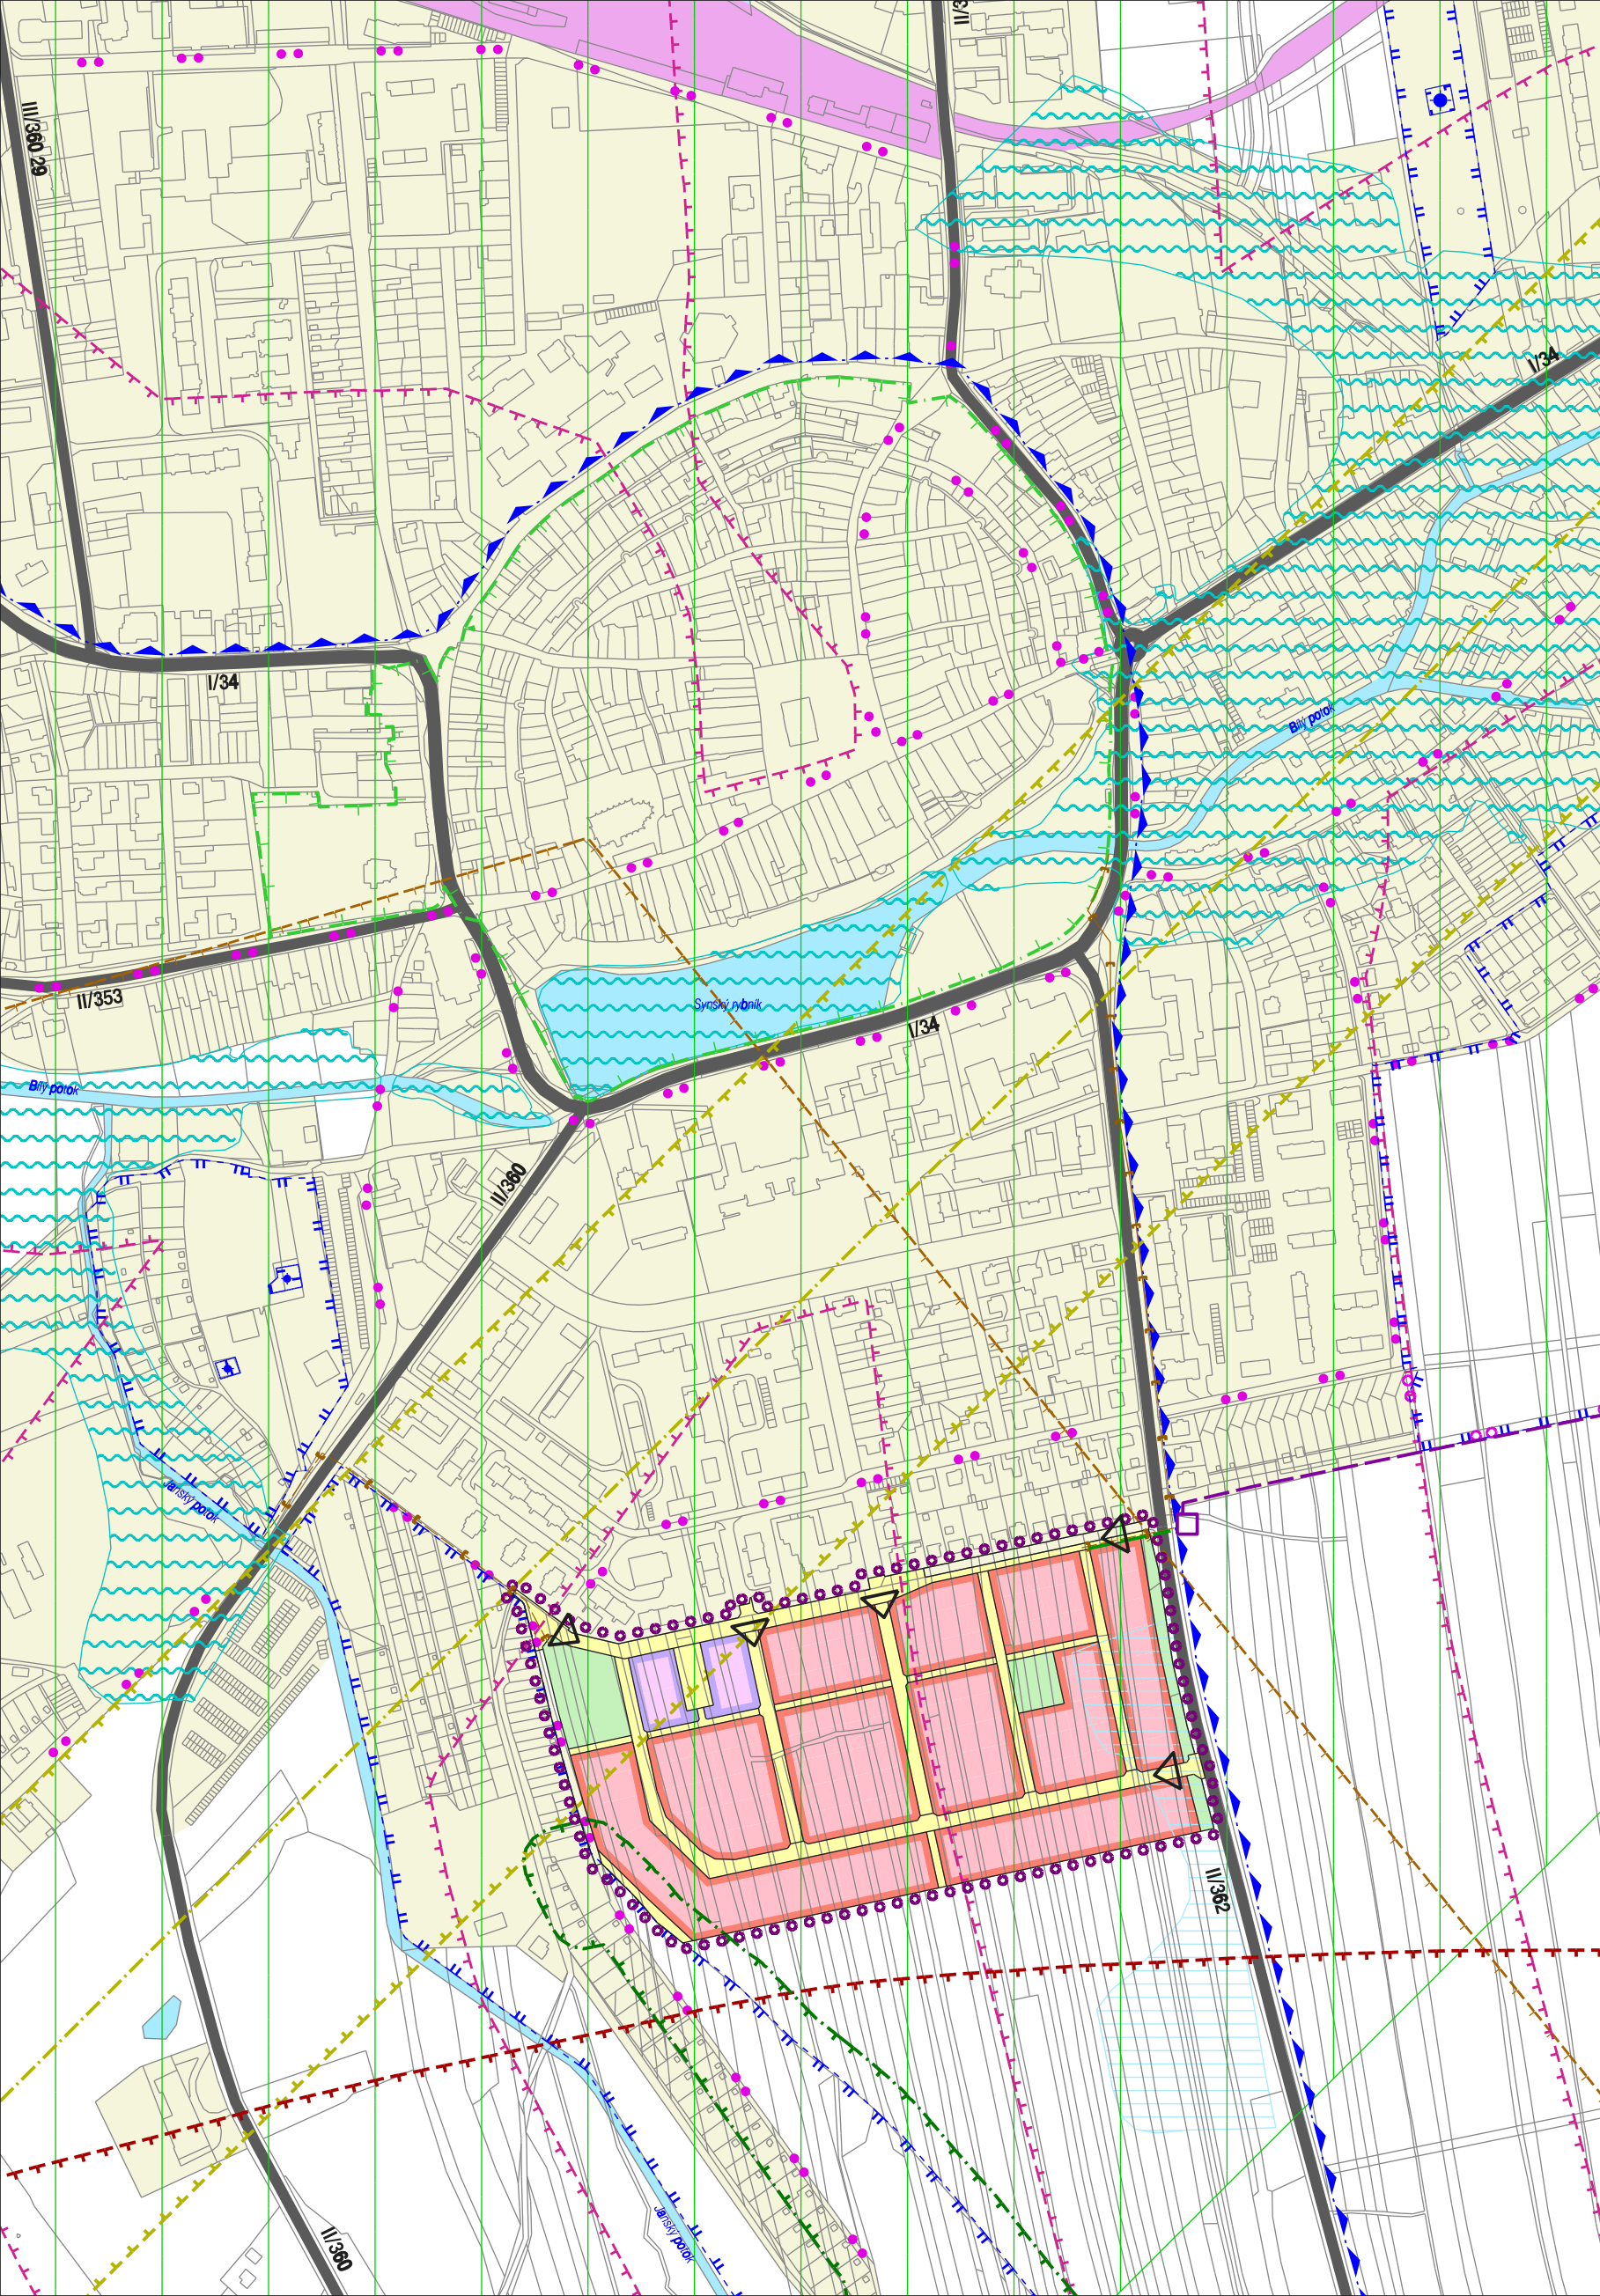 II/3
III/360 29
I/34
I/34
Bílý potok
II/353
Synský rybník
I/34
Bílý potok
II/360
Janský potok
II/362
II/360
Janský potok